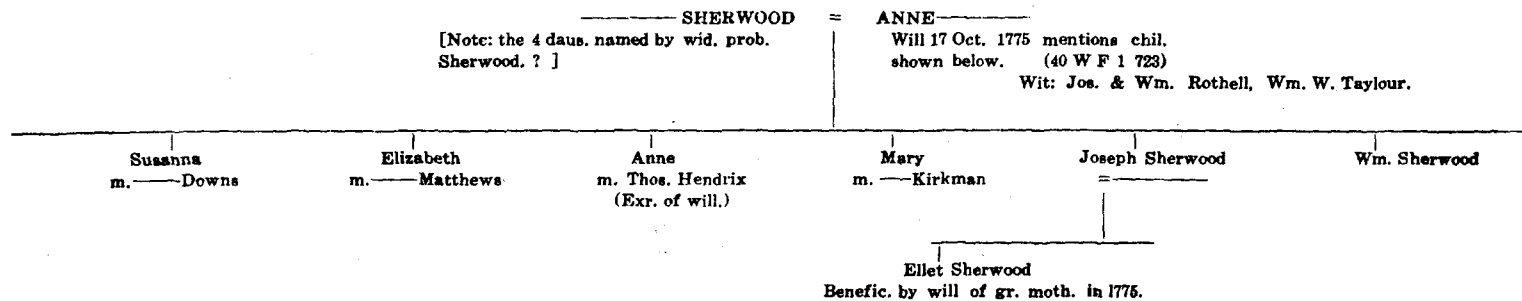 ——— SHERWOOD = ANNE———
[Note: the 4 daus. named by wid. prob.
Sherwood. ? ]
Will 17 Oct. 1775 mentions chil.
shown below. (40 W F 1 723)
Wit: Jos. & Wm. Rothell, Wm. W. Taylour.
Susanna
m.——Downs
Elizabeth
m.——Matthews
Anne
m. Thos. Hendrix
(Exr. of will.)
Mary
m. ——Kirkman
Joseph Sherwood
=————
Wm. Sherwood
Ellet Sherwood
Benefic. by will of gr. moth. in 1775.